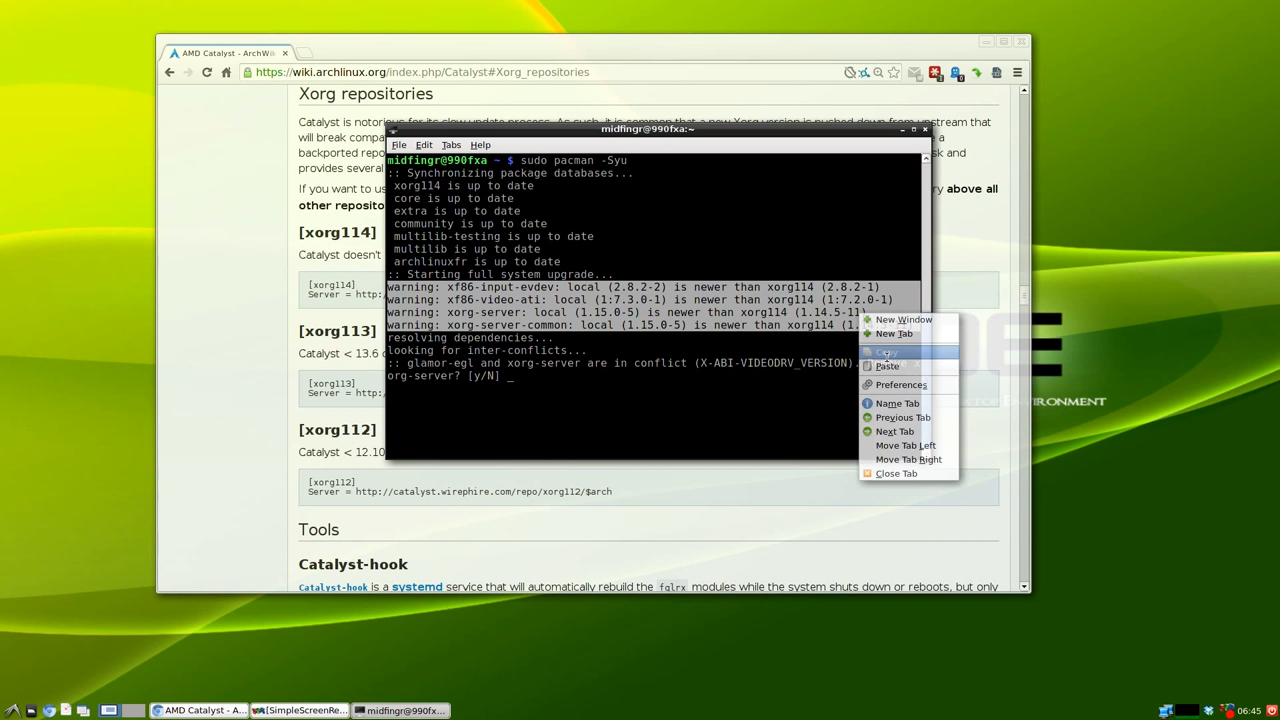 AMD Catalyst - ArchWi
https://wiki.archlinux.org/index.php/Catalyst#Xorg_repositories
Xorg repositories
Catalyst is notorious for its slow update process. As such, it is common that a new Xorg version is pushed down from upstream that
will break compa
backported repo
provides several
If you want to us
above all
other reposito
[xorg114]
Catalyst doesn't
[xorg114]
Server = http:
[xorg113]
Catalyst < 13.6
[xorg113]
Server = http:
[xorg112]
Catalyst < 12.10
[xorg112]
Server = http://catalyst.wirephire.com/repo/xorg112/$arch
Tools
Catalyst-hook
Catalyst-hook is a systemd service that will automatically rebuild the fglrx modules while the system shuts down or reboots, but only
midfingr@990fxa:~
File Edit Tabs Help
midfingr@990fxa ~ $ sudo pacman -Syu
:: Synchronizing package databases...
xorg114 is up to date
core is up to date
extra is up to date
community is up to date
multilib-testing is up to date
multilib is up to date
archlinuxfr is up to date
:: Starting full system upgrade...
warning: xf86-input-evdev: local (2.8.2-2) is newer than xorg114 (2.8.2-1)
warning: xf86-video-ati: local (1:7.3.0-1) is newer than xorg114 (1:7.2.0-1)
warning: xorg-server: local (1.15.0-5) is newer than xorg114 (1.14.5-11)
warning: xorg-server-common: local (1.15.0-5) is newer than xorg114 (1.
resolving dependencies...
looking for inter-conflicts...
:: glamor-egl and xorg-server are in conflict (X-ABI-VIDEODRV_VERSION).
org-server? [y/N] _
New Window
New Tab
Copy
Paste
Preferences
Name Tab
Previous Tab
Next Tab
Move Tab Left
Move Tab Right
Close Tab
ENVIRONMENT
AMD Catalyst - A...
[SimpleScreenRe...
midfingr@990fxa...
06:45